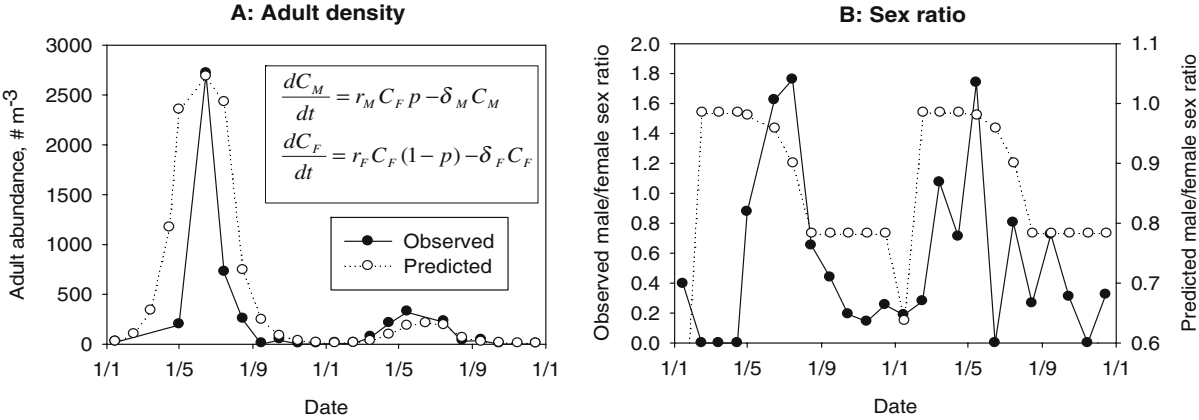 A: Adult density
3000
2500
2000
1500
1000
500
0
Adult abundance, # m-3
dC_M/dt = r_M C_F p − δ_M C_M
dC_F/dt = r_F C_F (1 − p) − δ_F C_F
Observed
Predicted
1/1 1/5 1/9 1/1 1/5 1/9 1/1
Date
B: Sex ratio
2.0
1.8
1.6
1.4
1.2
1.0
0.8
0.6
0.4
0.2
0.0
Observed male/female sex ratio
1.1
1.0
0.9
0.8
0.7
0.6
Predicted male/female sex ratio
1/1 1/5 1/9 1/1 1/5 1/9 1/1
Date